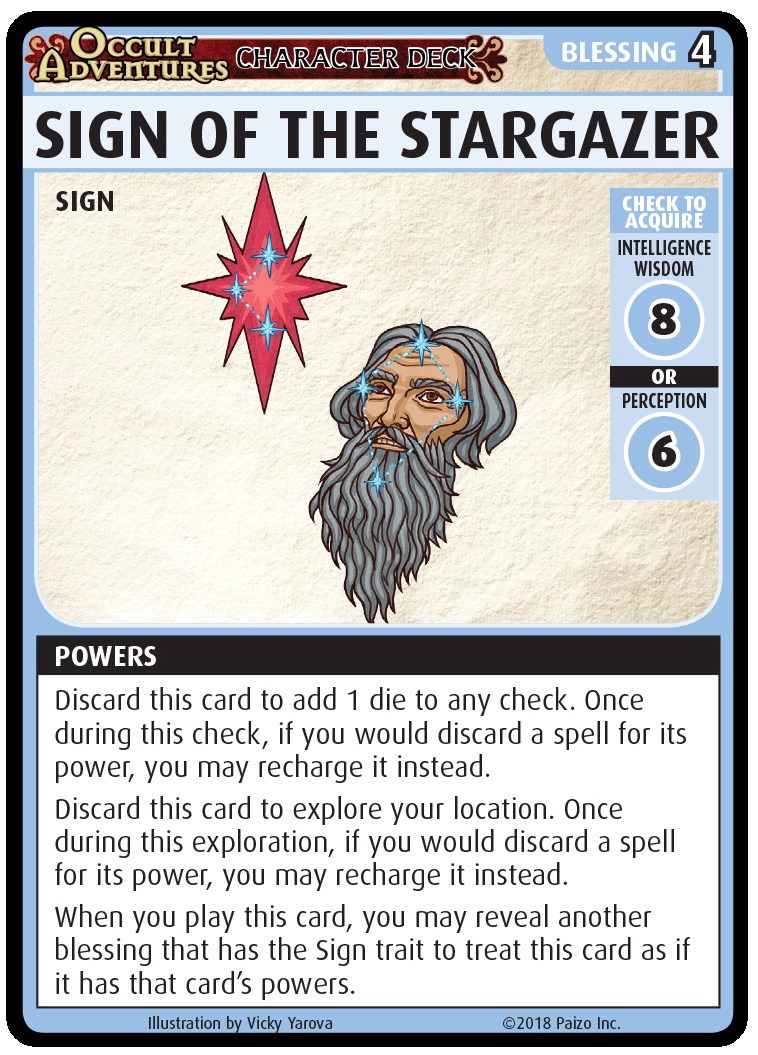 OCCULT ADVENTURES CHARACTER DECK
BLESSING 4
SIGN OF THE STARGAZER
SIGN
CHECK TO
ACQUIRE
INTELLIGENCE
WISDOM
8
OR
PERCEPTION
6
POWERS
Discard this card to add 1 die to any check. Once
during this check, if you would discard a spell for its
power, you may recharge it instead.
Discard this card to explore your location. Once
during this exploration, if you would discard a spell
for its power, you may recharge it instead.
When you play this card, you may reveal another
blessing that has the Sign trait to treat this card as if
it has that card's powers.
Illustration by Vicky Yarova
©2018 Paizo Inc.